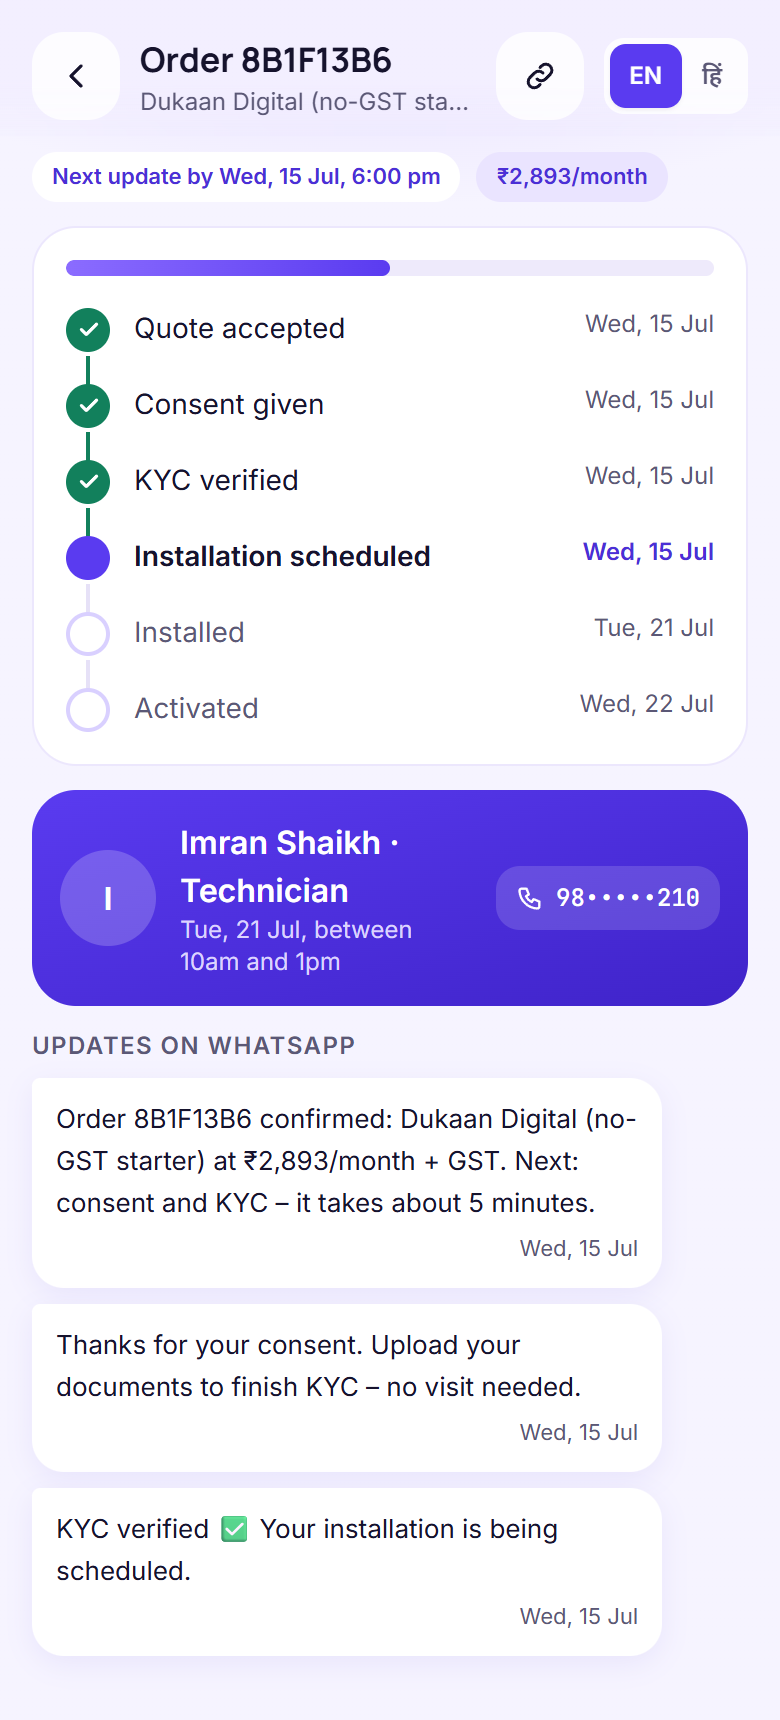 Order 8B1F13B6
Dukaan Digital (no-GST sta...
EN
हिं
Next update by Wed, 15 Jul, 6:00 pm
₹2,893/month
Quote accepted
Wed, 15 Jul
Consent given
Wed, 15 Jul
KYC verified
Wed, 15 Jul
Installation scheduled
Wed, 15 Jul
Installed
Tue, 21 Jul
Activated
Wed, 22 Jul
I
Imran Shaikh ·
Technician
Tue, 21 Jul, between
10am and 1pm
98•••••210
UPDATES ON WHATSAPP
Order 8B1F13B6 confirmed: Dukaan Digital (no-
GST starter) at ₹2,893/month + GST. Next:
consent and KYC – it takes about 5 minutes.
Wed, 15 Jul
Thanks for your consent. Upload your
documents to finish KYC – no visit needed.
Wed, 15 Jul
KYC verified ✅ Your installation is being
scheduled.
Wed, 15 Jul